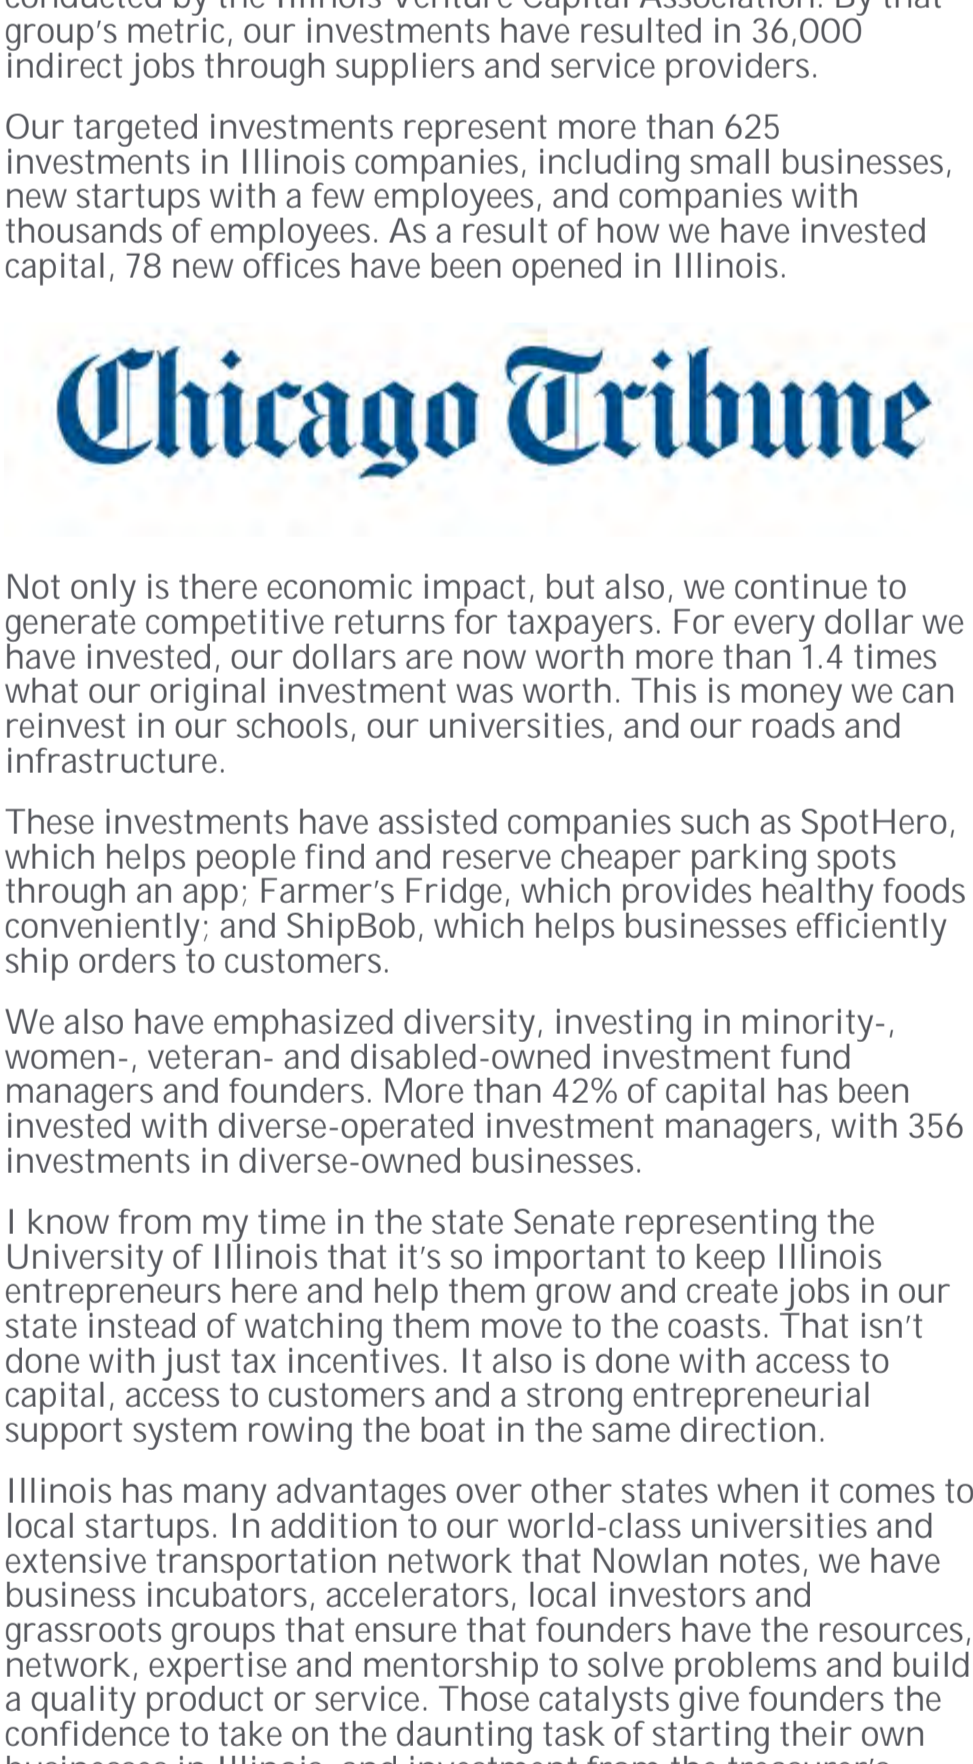 conducted by the Illinois Venture Capital Association. By that
group's metric, our investments have resulted in 36,000
indirect jobs through suppliers and service providers.
Our targeted investments represent more than 625
investments in Illinois companies, including small businesses,
new startups with a few employees, and companies with
thousands of employees. As a result of how we have invested
capital, 78 new offices have been opened in Illinois.
Chicago Tribune
Not only is there economic impact, but also, we continue to
generate competitive returns for taxpayers. For every dollar we
have invested, our dollars are now worth more than 1.4 times
what our original investment was worth. This is money we can
reinvest in our schools, our universities, and our roads and
infrastructure.
These investments have assisted companies such as SpotHero,
which helps people find and reserve cheaper parking spots
through an app; Farmer's Fridge, which provides healthy foods
conveniently; and ShipBob, which helps businesses efficiently
ship orders to customers.
We also have emphasized diversity, investing in minority-,
women-, veteran- and disabled-owned investment fund
managers and founders. More than 42% of capital has been
invested with diverse-operated investment managers, with 356
investments in diverse-owned businesses.
I know from my time in the state Senate representing the
University of Illinois that it's so important to keep Illinois
entrepreneurs here and help them grow and create jobs in our
state instead of watching them move to the coasts. That isn't
done with just tax incentives. It also is done with access to
capital, access to customers and a strong entrepreneurial
support system rowing the boat in the same direction.
Illinois has many advantages over other states when it comes to
local startups. In addition to our world-class universities and
extensive transportation network that Nowlan notes, we have
business incubators, accelerators, local investors and
grassroots groups that ensure that founders have the resources,
network, expertise and mentorship to solve problems and build
a quality product or service. Those catalysts give founders the
confidence to take on the daunting task of starting their own
businesses in Illinois, and investment from the treasurer's